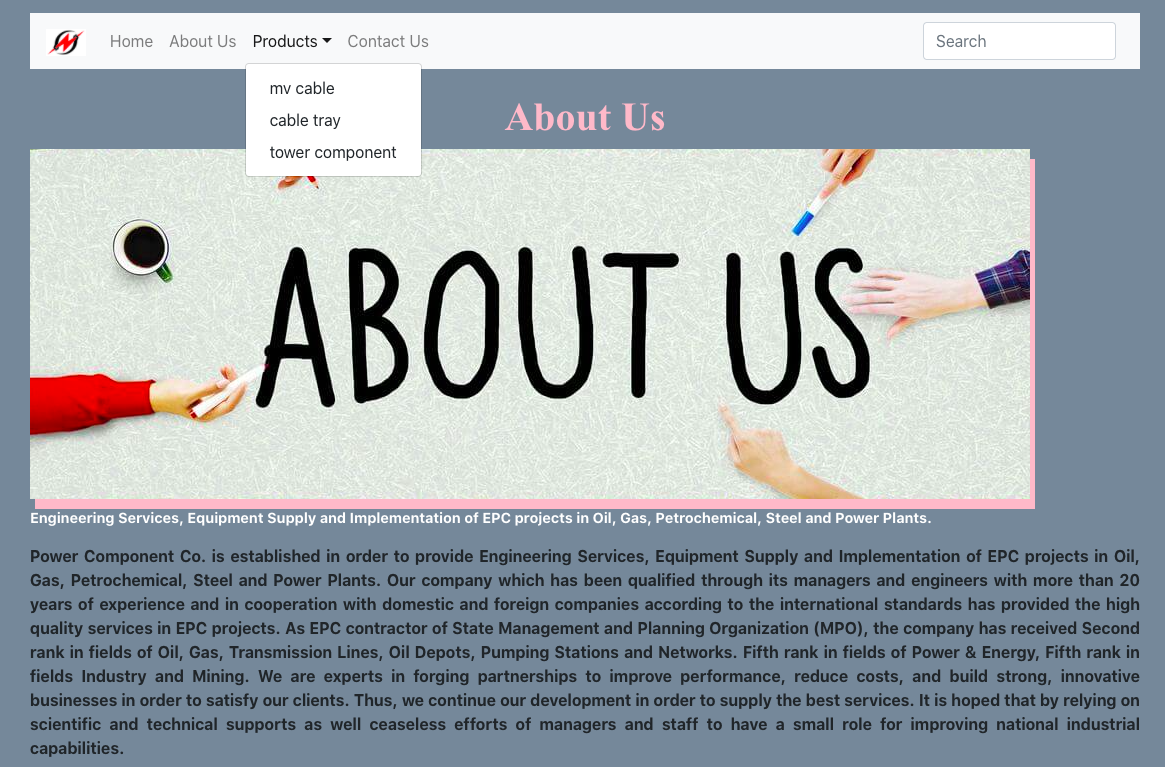 Home About Us Products Contact Us Search
mv cable
cable tray
tower component
About Us
ABOUT US
Engineering Services, Equipment Supply and Implementation of EPC projects in Oil, Gas, Petrochemical, Steel and Power Plants.
Power Component Co. is established in order to provide Engineering Services, Equipment Supply and Implementation of EPC projects in Oil,
Gas, Petrochemical, Steel and Power Plants. Our company which has been qualified through its managers and engineers with more than 20
years of experience and in cooperation with domestic and foreign companies according to the international standards has provided the high
quality services in EPC projects. As EPC contractor of State Management and Planning Organization (MPO), the company has received Second
rank in fields of Oil, Gas, Transmission Lines, Oil Depots, Pumping Stations and Networks. Fifth rank in fields of Power & Energy, Fifth rank in
fields Industry and Mining. We are experts in forging partnerships to improve performance, reduce costs, and build strong, innovative
businesses in order to satisfy our clients. Thus, we continue our development in order to supply the best services. It is hoped that by relying on
scientific and technical supports as well ceaseless efforts of managers and staff to have a small role for improving national industrial
capabilities.